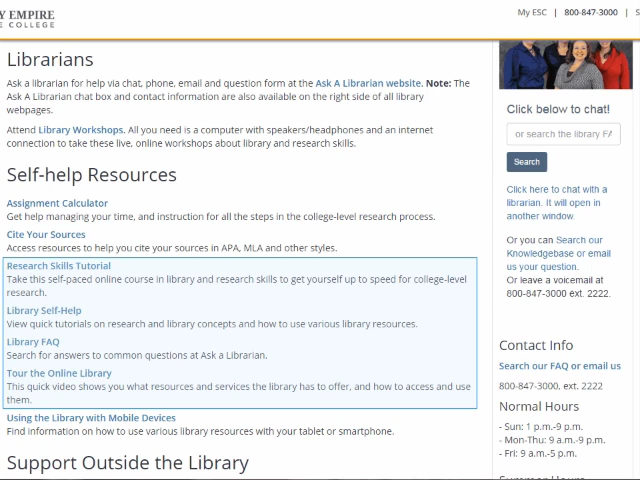 Y EMPIRE
E COLLEGE
My ESC | 800-847-3000 | S
Librarians
Ask a librarian for help via chat, phone, email and question form at the Ask A Librarian website. Note: The
Ask A Librarian chat box and contact information are also available on the right side of all library
webpages.
Attend Library Workshops. All you need is a computer with speakers/headphones and an internet
connection to take these live, online workshops about library and research skills.
Self-help Resources
Assignment Calculator
Get help managing your time, and instruction for all the steps in the college-level research process.
Cite Your Sources
Access resources to help you cite your sources in APA, MLA and other styles.
Research Skills Tutorial
Take this self-paced online course in library and research skills to get yourself up to speed for college-level
research.
Library Self-Help
View quick tutorials on research and library concepts and how to use various library resources.
Library FAQ
Search for answers to common questions at Ask a Librarian.
Tour the Online Library
This quick video shows you what resources and services the library has to offer, and how to access and use
them.
Using the Library with Mobile Devices
Find information on how to use various library resources with your tablet or smartphone.
Support Outside the Library
Click below to chat!
or search the library FA
Search
Click here to chat with a
librarian. It will open in
another window.
Or you can Search our
Knowledgebase or email
us your question.
Or leave a voicemail at
800-847-3000 ext. 2222.
Contact Info
Search our FAQ or email us
800-847-3000, ext. 2222
Normal Hours
- Sun: 1 p.m.-9 p.m.
- Mon-Thu: 9 a.m.-9 p.m.
- Fri: 9 a.m.-5 p.m.